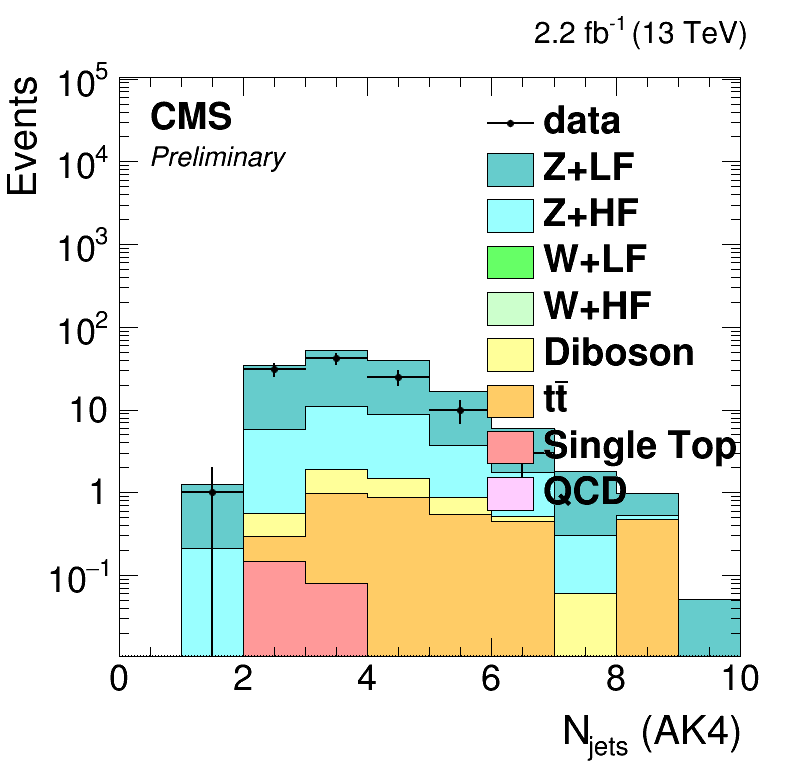 2.2 fb⁻¹ (13 TeV)
Events
10⁵
10⁴
10³
10²
10
1
10⁻¹
CMS
Preliminary
data
Z+LF
Z+HF
W+LF
W+HF
Diboson
tt̄
Single Top
QCD
0 2 4 6 8 10
N_jets (AK4)